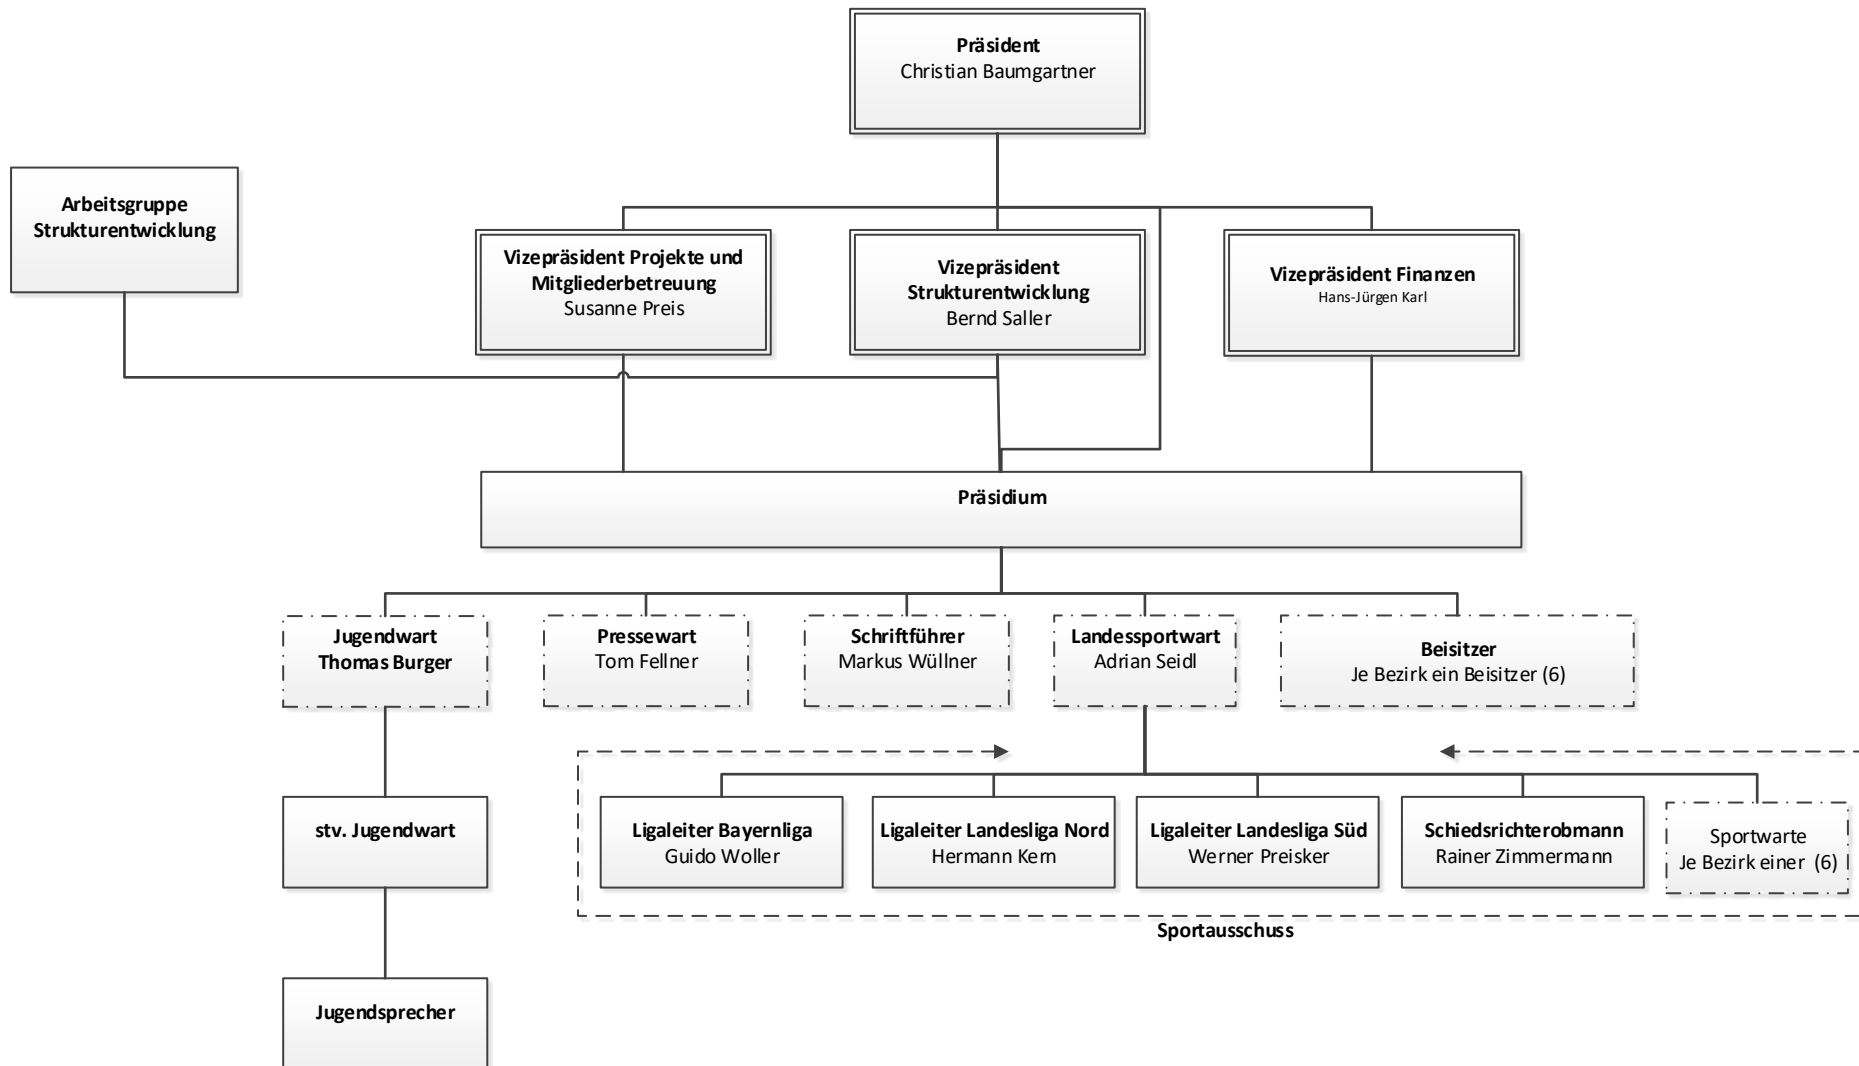 Präsident
Christian Baumgartner
Arbeitsgruppe
Strukturentwicklung
Vizepräsident Projekte und
Mitgliederbetreuung
Susanne Preis
Vizepräsident
Strukturentwicklung
Bernd Saller
Vizepräsident Finanzen
Hans-Jürgen Karl
Präsidium
Jugendwart
Thomas Burger
Pressewart
Tom Fellner
Schriftführer
Markus Wüllner
Landessportwart
Adrian Seidl
Beisitzer
Je Bezirk ein Beisitzer (6)
stv. Jugendwart
Ligaleiter Bayernliga
Guido Woller
Ligaleiter Landesliga Nord
Hermann Kern
Ligaleiter Landesliga Süd
Werner Preisker
Schiedsrichterobmann
Rainer Zimmermann
Sportwarte
Je Bezirk einer (6)
Sportausschuss
Jugendsprecher